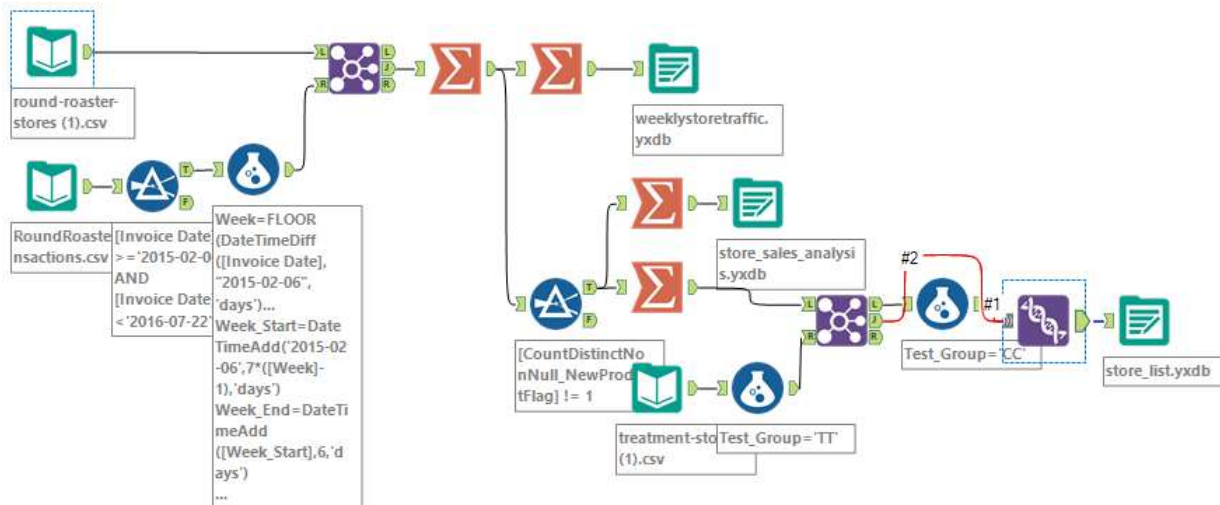 L
L
J
R
R
round-roaster-
stores (1).csv
weeklystoretraffic.
yxdb
T
F
RoundRoaste
nsactions.csv
[Invoice Date]
>='2015-02-0
AND
[Invoice Date]
<'2016-07-22'
Week=FLOOR
(DateTimeDiff
([Invoice Date],
"2015-02-06",
'days')...
Week_Start=Date
TimeAdd('2015-02
-06',7*([Week]-
1),'days')
Week_End=DateTi
meAdd
([Week_Start],6,'d
ays')
...
store_sales_analysi
s.yxdb
T
F
[CountDistinctNo
nNull_NewProd
tFlag] != 1
L
L
J
R
R
#2
#1
Test_Group='CC'
store_list.yxdb
treatment-sto
(1).csv
Test_Group='TT'